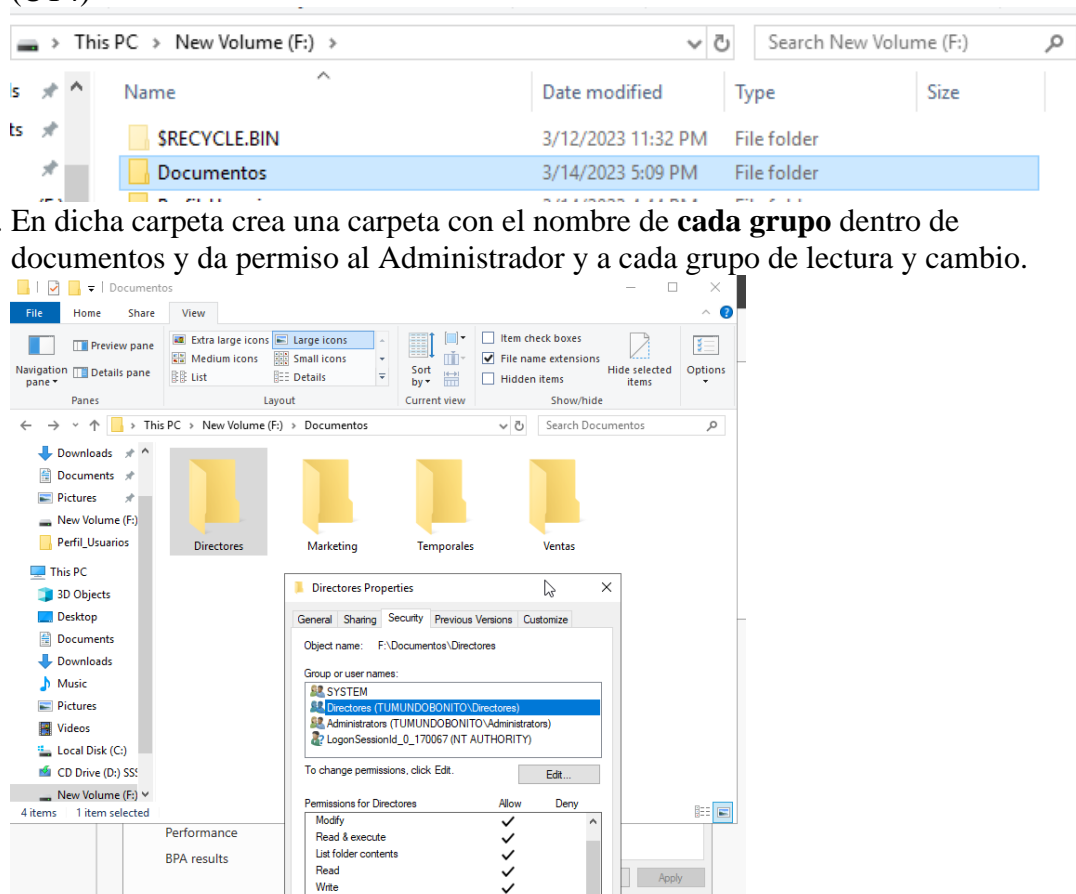 This PC > New Volume (F:) >
Search New Volume (F:)
Name Date modified Type Size
$RECYCLE.BIN 3/12/2023 11:32 PM File folder
Documentos 3/14/2023 5:09 PM File folder
En dicha carpeta crea una carpeta con el nombre de cada grupo dentro de
documentos y da permiso al Administrador y a cada grupo de lectura y cambio.
Documentos
File Home Share View
Navigation pane
Preview pane
Details pane
Panes
Extra large icons Large icons
Medium icons Small icons
List Details
Layout
Sort by
Current view
Item check boxes
File name extensions
Hidden items
Hide selected items
Show/hide
Options
This PC > New Volume (F:) > Documentos
Search Documentos
Downloads
Documents
Pictures
New Volume (F:)
Perfil_Usuarios
This PC
3D Objects
Desktop
Documents
Downloads
Music
Pictures
Videos
Local Disk (C:)
CD Drive (D:) SSS
New Volume (F:)
Directores Marketing Temporales Ventas
4 items 1 item selected
Directores Properties
General Sharing Security Previous Versions Customize
Object name: F:\Documentos\Directores
Group or user names:
SYSTEM
Directores (TUMUNDOBONITO\Directores)
Administrators (TUMUNDOBONITO\Administrators)
LogonSessionId_0_170067 (NT AUTHORITY)
To change permissions, click Edit.
Edit...
Permissions for Directores Allow Deny
Modify
Read & execute
List folder contents
Read
Write
Performance
BPA results
Apply